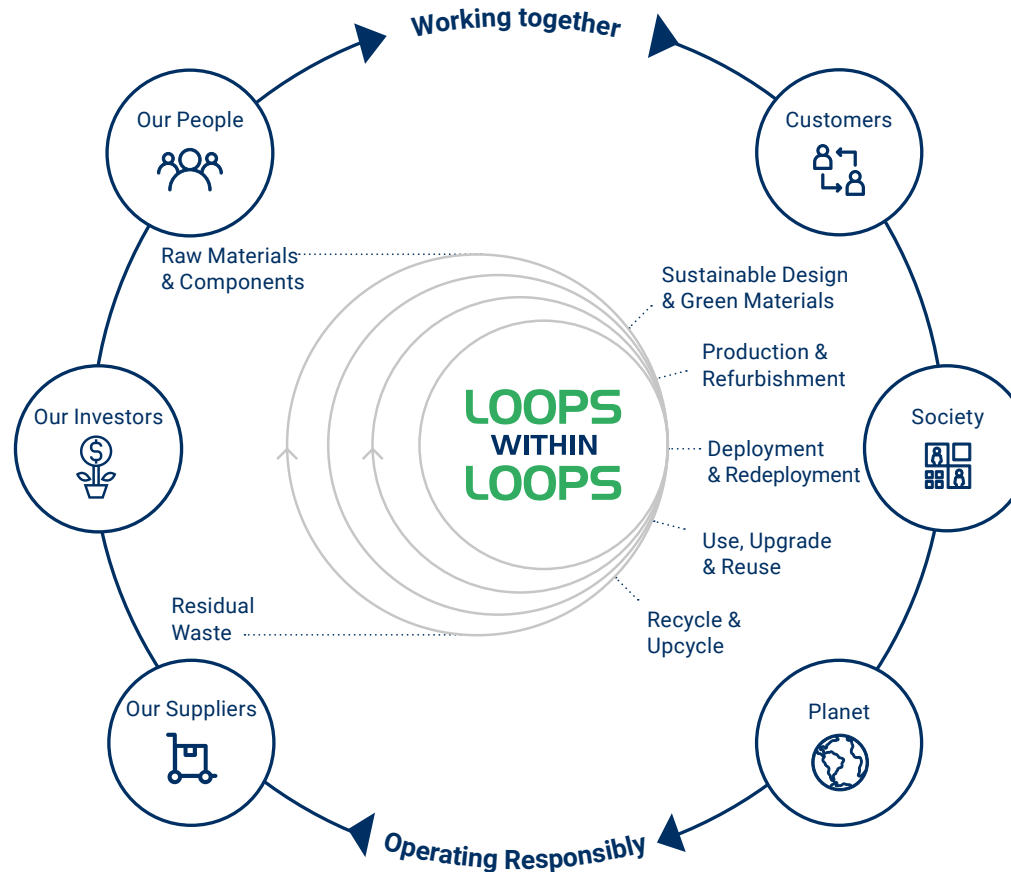 Working together
Our People
Customers
Raw Materials
& Components
Sustainable Design
& Green Materials
Production &
Refurbishment
LOOPS
WITHIN
LOOPS
Our Investors
$
Society
Deployment
& Redeployment
Use, Upgrade
& Reuse
Residual
Waste
Recycle &
Upcycle
Our Suppliers
Planet
Operating Responsibly